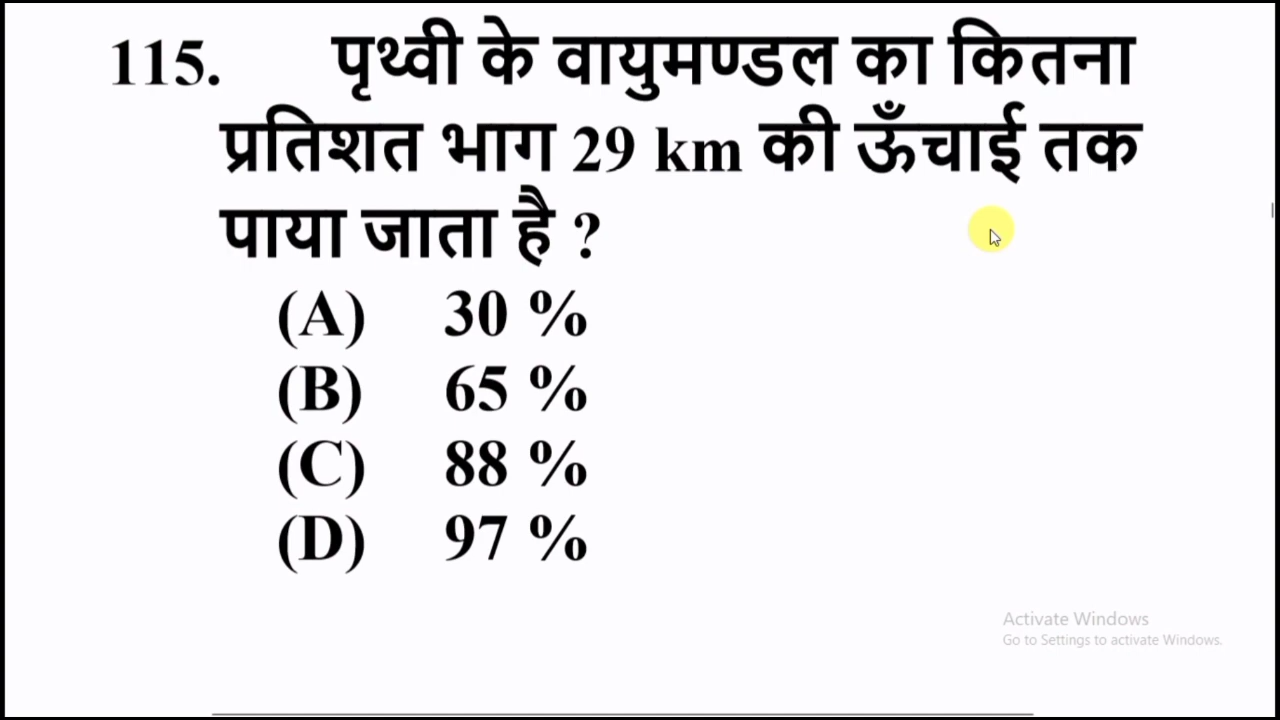 115. पृथ्वी के वायुमण्डल का कितना
प्रतिशत भाग 29 km की ऊँचाई तक
पाया जाता है ?
(A) 30 %
(B) 65 %
(C) 88 %
(D) 97 %
Activate Windows
Go to Settings to activate Windows.